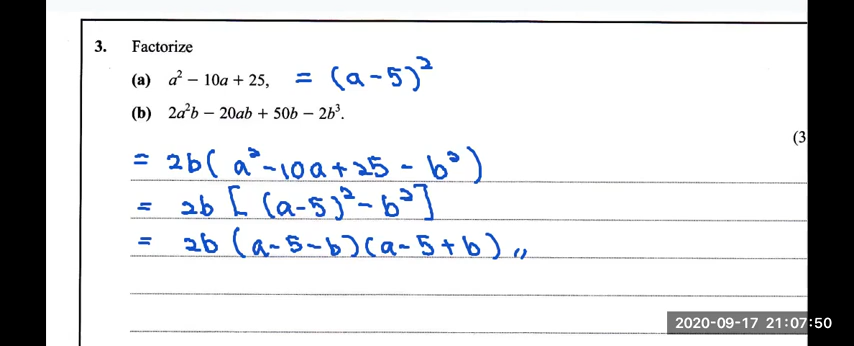 3. Factorize
(a) a² − 10a + 25, = (a-5)²
(b) 2a²b − 20ab + 50b − 2b³.
(3
= 2b(a²-10a+25-b²)
= 2b[(a-5)²-b²]
= 2b(a-5-b)(a-5+b)〃
2020-09-17 21:07:50